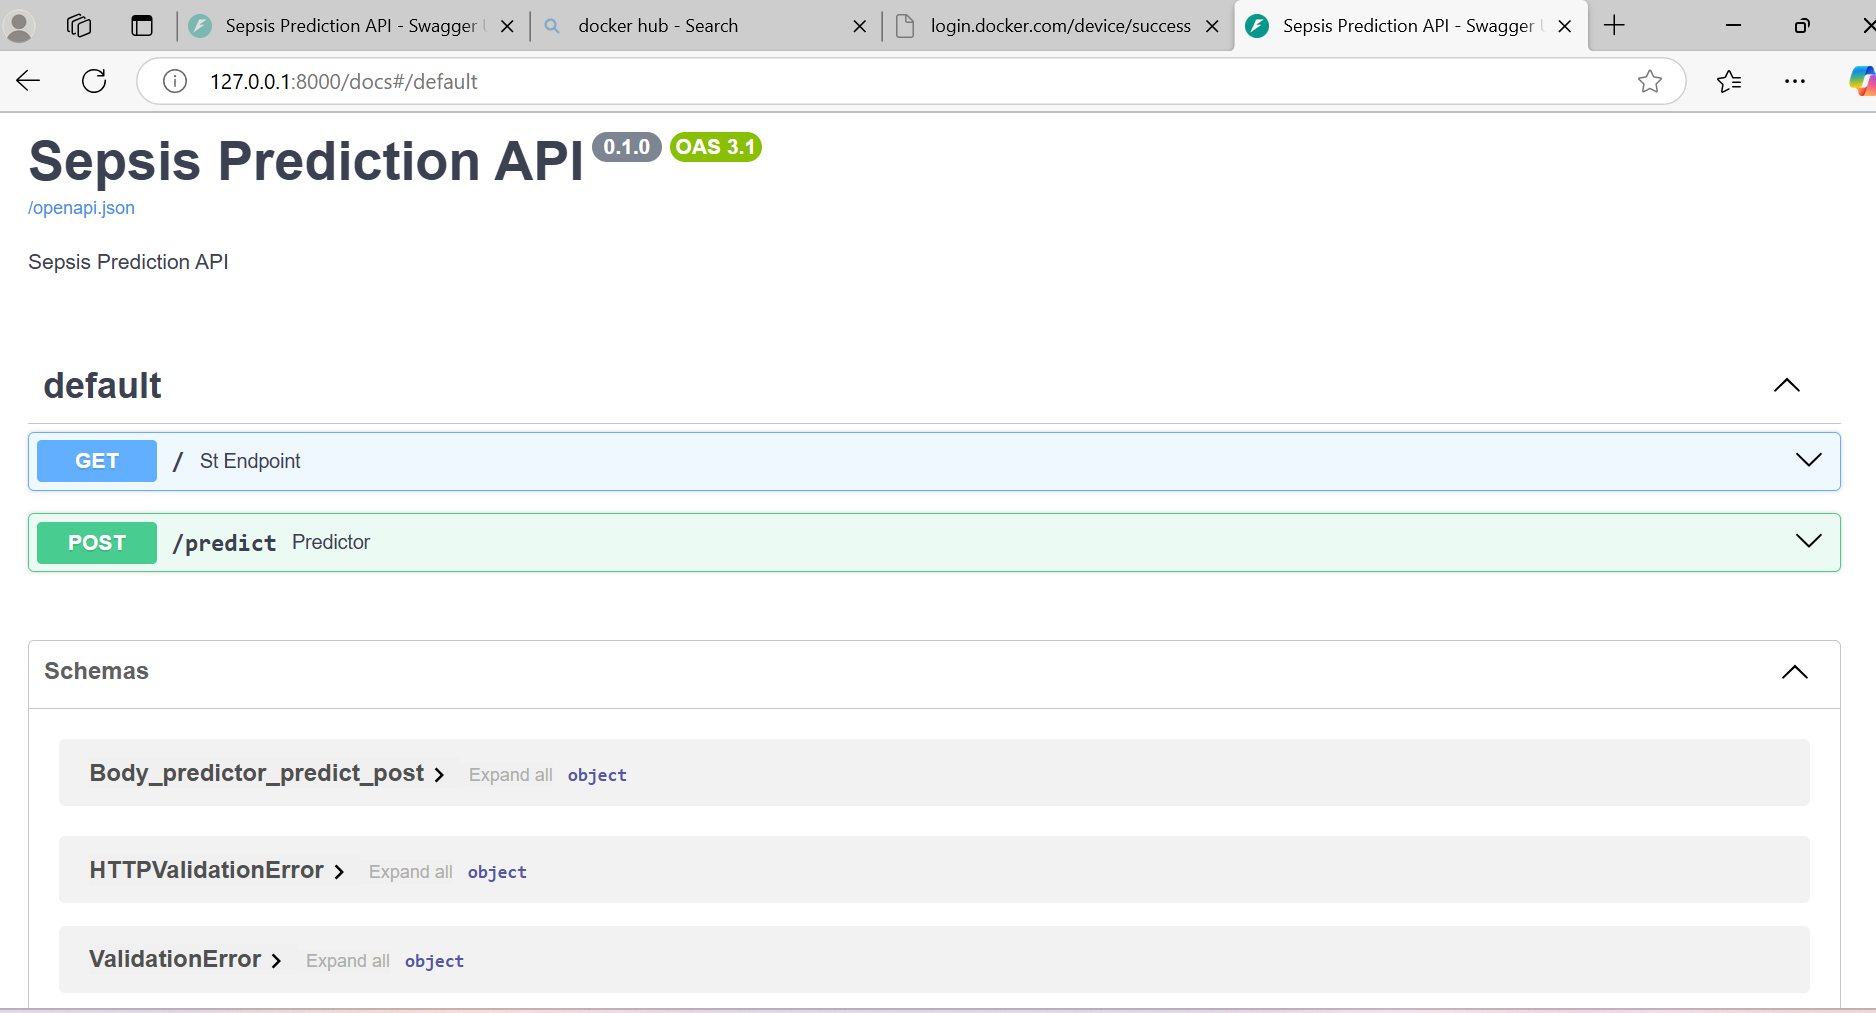 Sepsis Prediction API - Swagger U
docker hub - Search
login.docker.com/device/success
Sepsis Prediction API - Swagger U
127.0.0.1:8000/docs#/default
Sepsis Prediction API 0.1.0 OAS 3.1
/openapi.json
Sepsis Prediction API
default
GET / St Endpoint
POST /predict Predictor
Schemas
Body_predictor_predict_post Expand all object
HTTPValidationError Expand all object
ValidationError Expand all object